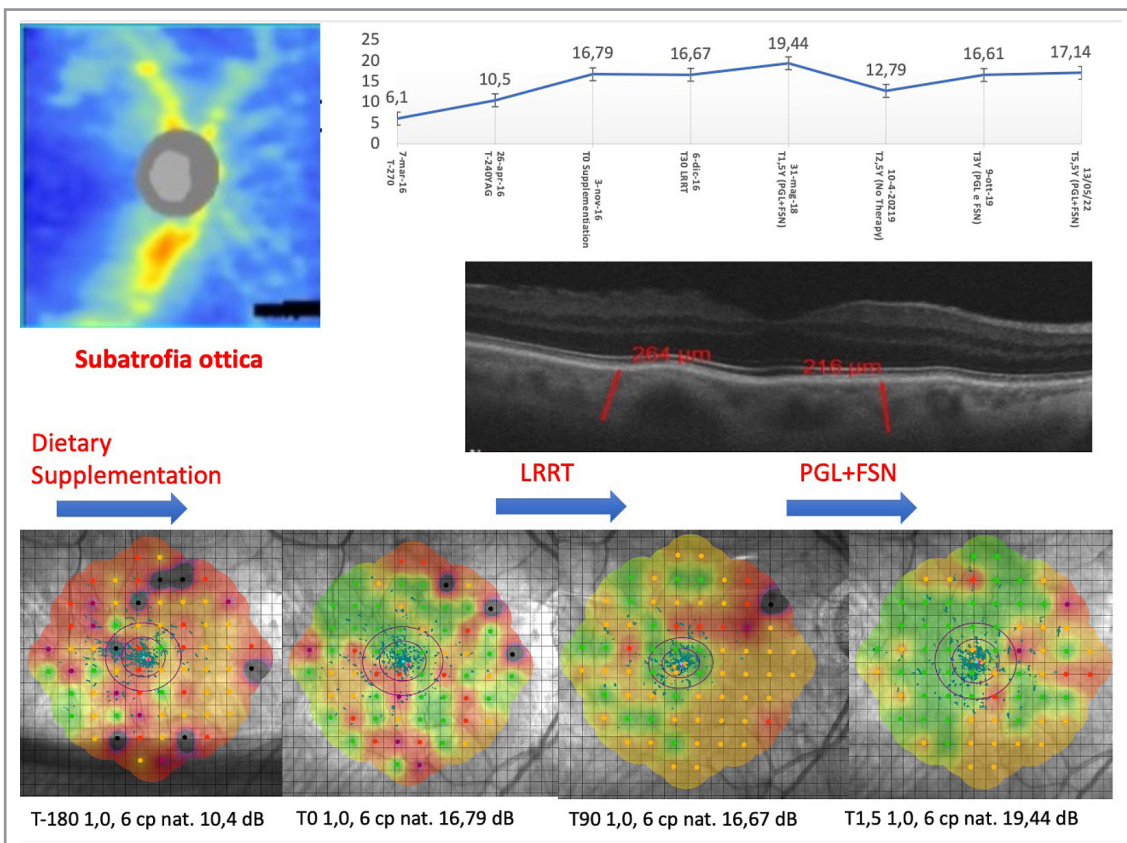 25
20
15
10
5
0
6,1
10,5
16,79
16,67
19,44
12,79
16,61
17,14
7-mar-16
T-270
26-apr-16
T-240YAG
3-nov-16
T0 Supplementiation
6-dic-16
T30 LRRT
31-mag-18
T1,5Y (PGL+FSN)
10-4-20219
T2,5Y (No Therapy)
9-ott-19
T3Y (PGL e FSN)
13/05/22
T5,5Y (PGL+FSN)
264 µm
216 µm
Subatrofia ottica
Dietary
Supplementation
LRRT
PGL+FSN
T-180 1,0, 6 cp nat. 10,4 dB
T0 1,0, 6 cp nat. 16,79 dB
T90 1,0, 6 cp nat. 16,67 dB
T1,5 1,0, 6 cp nat. 19,44 dB